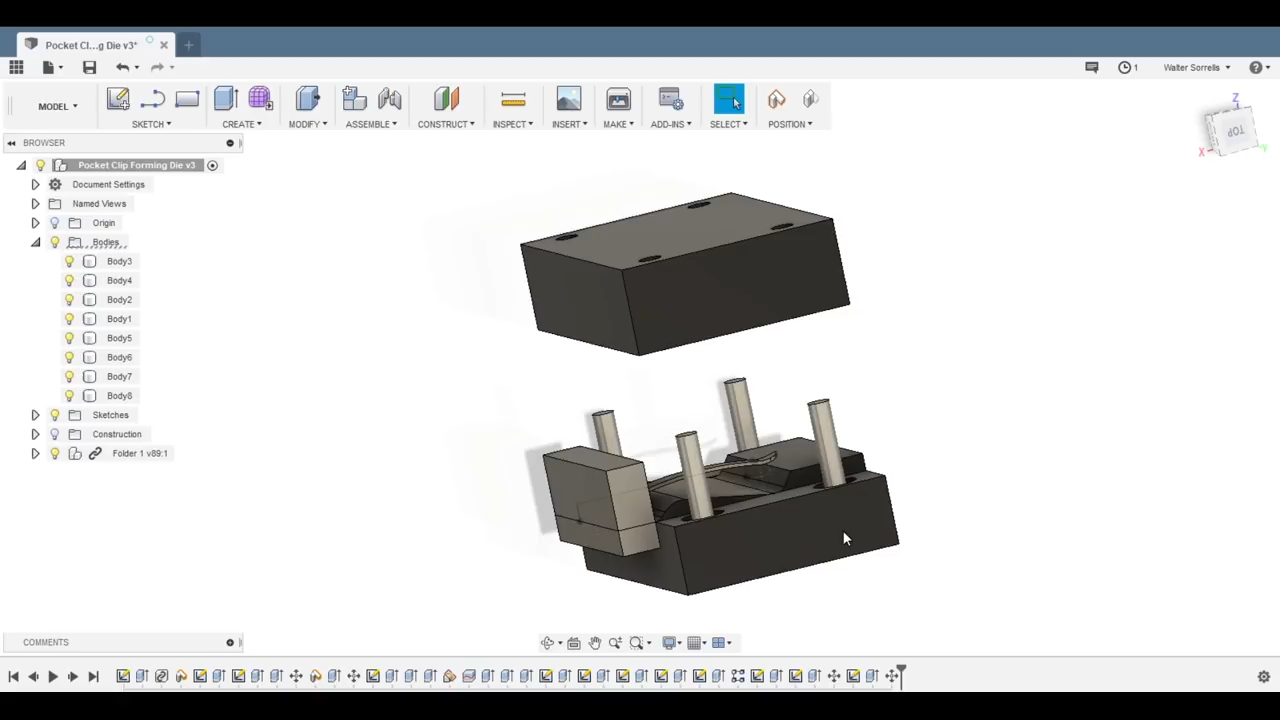 Pocket Cl...g Die v3*
1
Walter Sorrells
MODEL
SKETCH
CREATE
MODIFY
ASSEMBLE
CONSTRUCT
INSPECT
INSERT
MAKE
ADD-INS
SELECT
POSITION
BROWSER
Pocket Clip Forming Die v3
Document Settings
Named Views
Origin
Bodies
Body3
Body4
Body2
Body1
Body5
Body6
Body7
Body8
Sketches
Construction
Folder 1 v89:1
Z
TOP
X
Y
COMMENTS